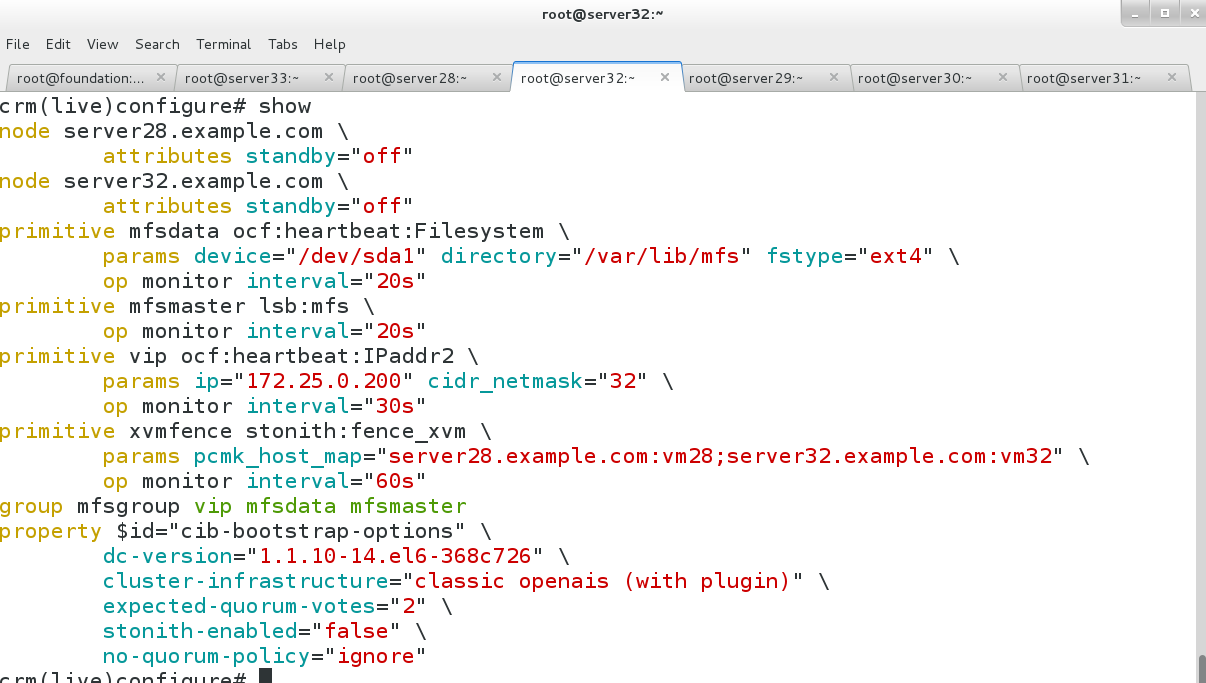 root@server32:~
File Edit View Search Terminal Tabs Help
root@foundation:... × root@server33:~ × root@server28:~ × root@server32:~ × root@server29:~ × root@server30:~ × root@server31:~ ×
crm(live)configure# show
node server28.example.com \
        attributes standby="off"
node server32.example.com \
        attributes standby="off"
primitive mfsdata ocf:heartbeat:Filesystem \
        params device="/dev/sda1" directory="/var/lib/mfs" fstype="ext4" \
        op monitor interval="20s"
primitive mfsmaster lsb:mfs \
        op monitor interval="20s"
primitive vip ocf:heartbeat:IPaddr2 \
        params ip="172.25.0.200" cidr_netmask="32" \
        op monitor interval="30s"
primitive xvmfence stonith:fence_xvm \
        params pcmk_host_map="server28.example.com:vm28;server32.example.com:vm32" \
        op monitor interval="60s"
group mfsgroup vip mfsdata mfsmaster
property $id="cib-bootstrap-options" \
        dc-version="1.1.10-14.el6-368c726" \
        cluster-infrastructure="classic openais (with plugin)" \
        expected-quorum-votes="2" \
        stonith-enabled="false" \
        no-quorum-policy="ignore"
crm(live)configure#